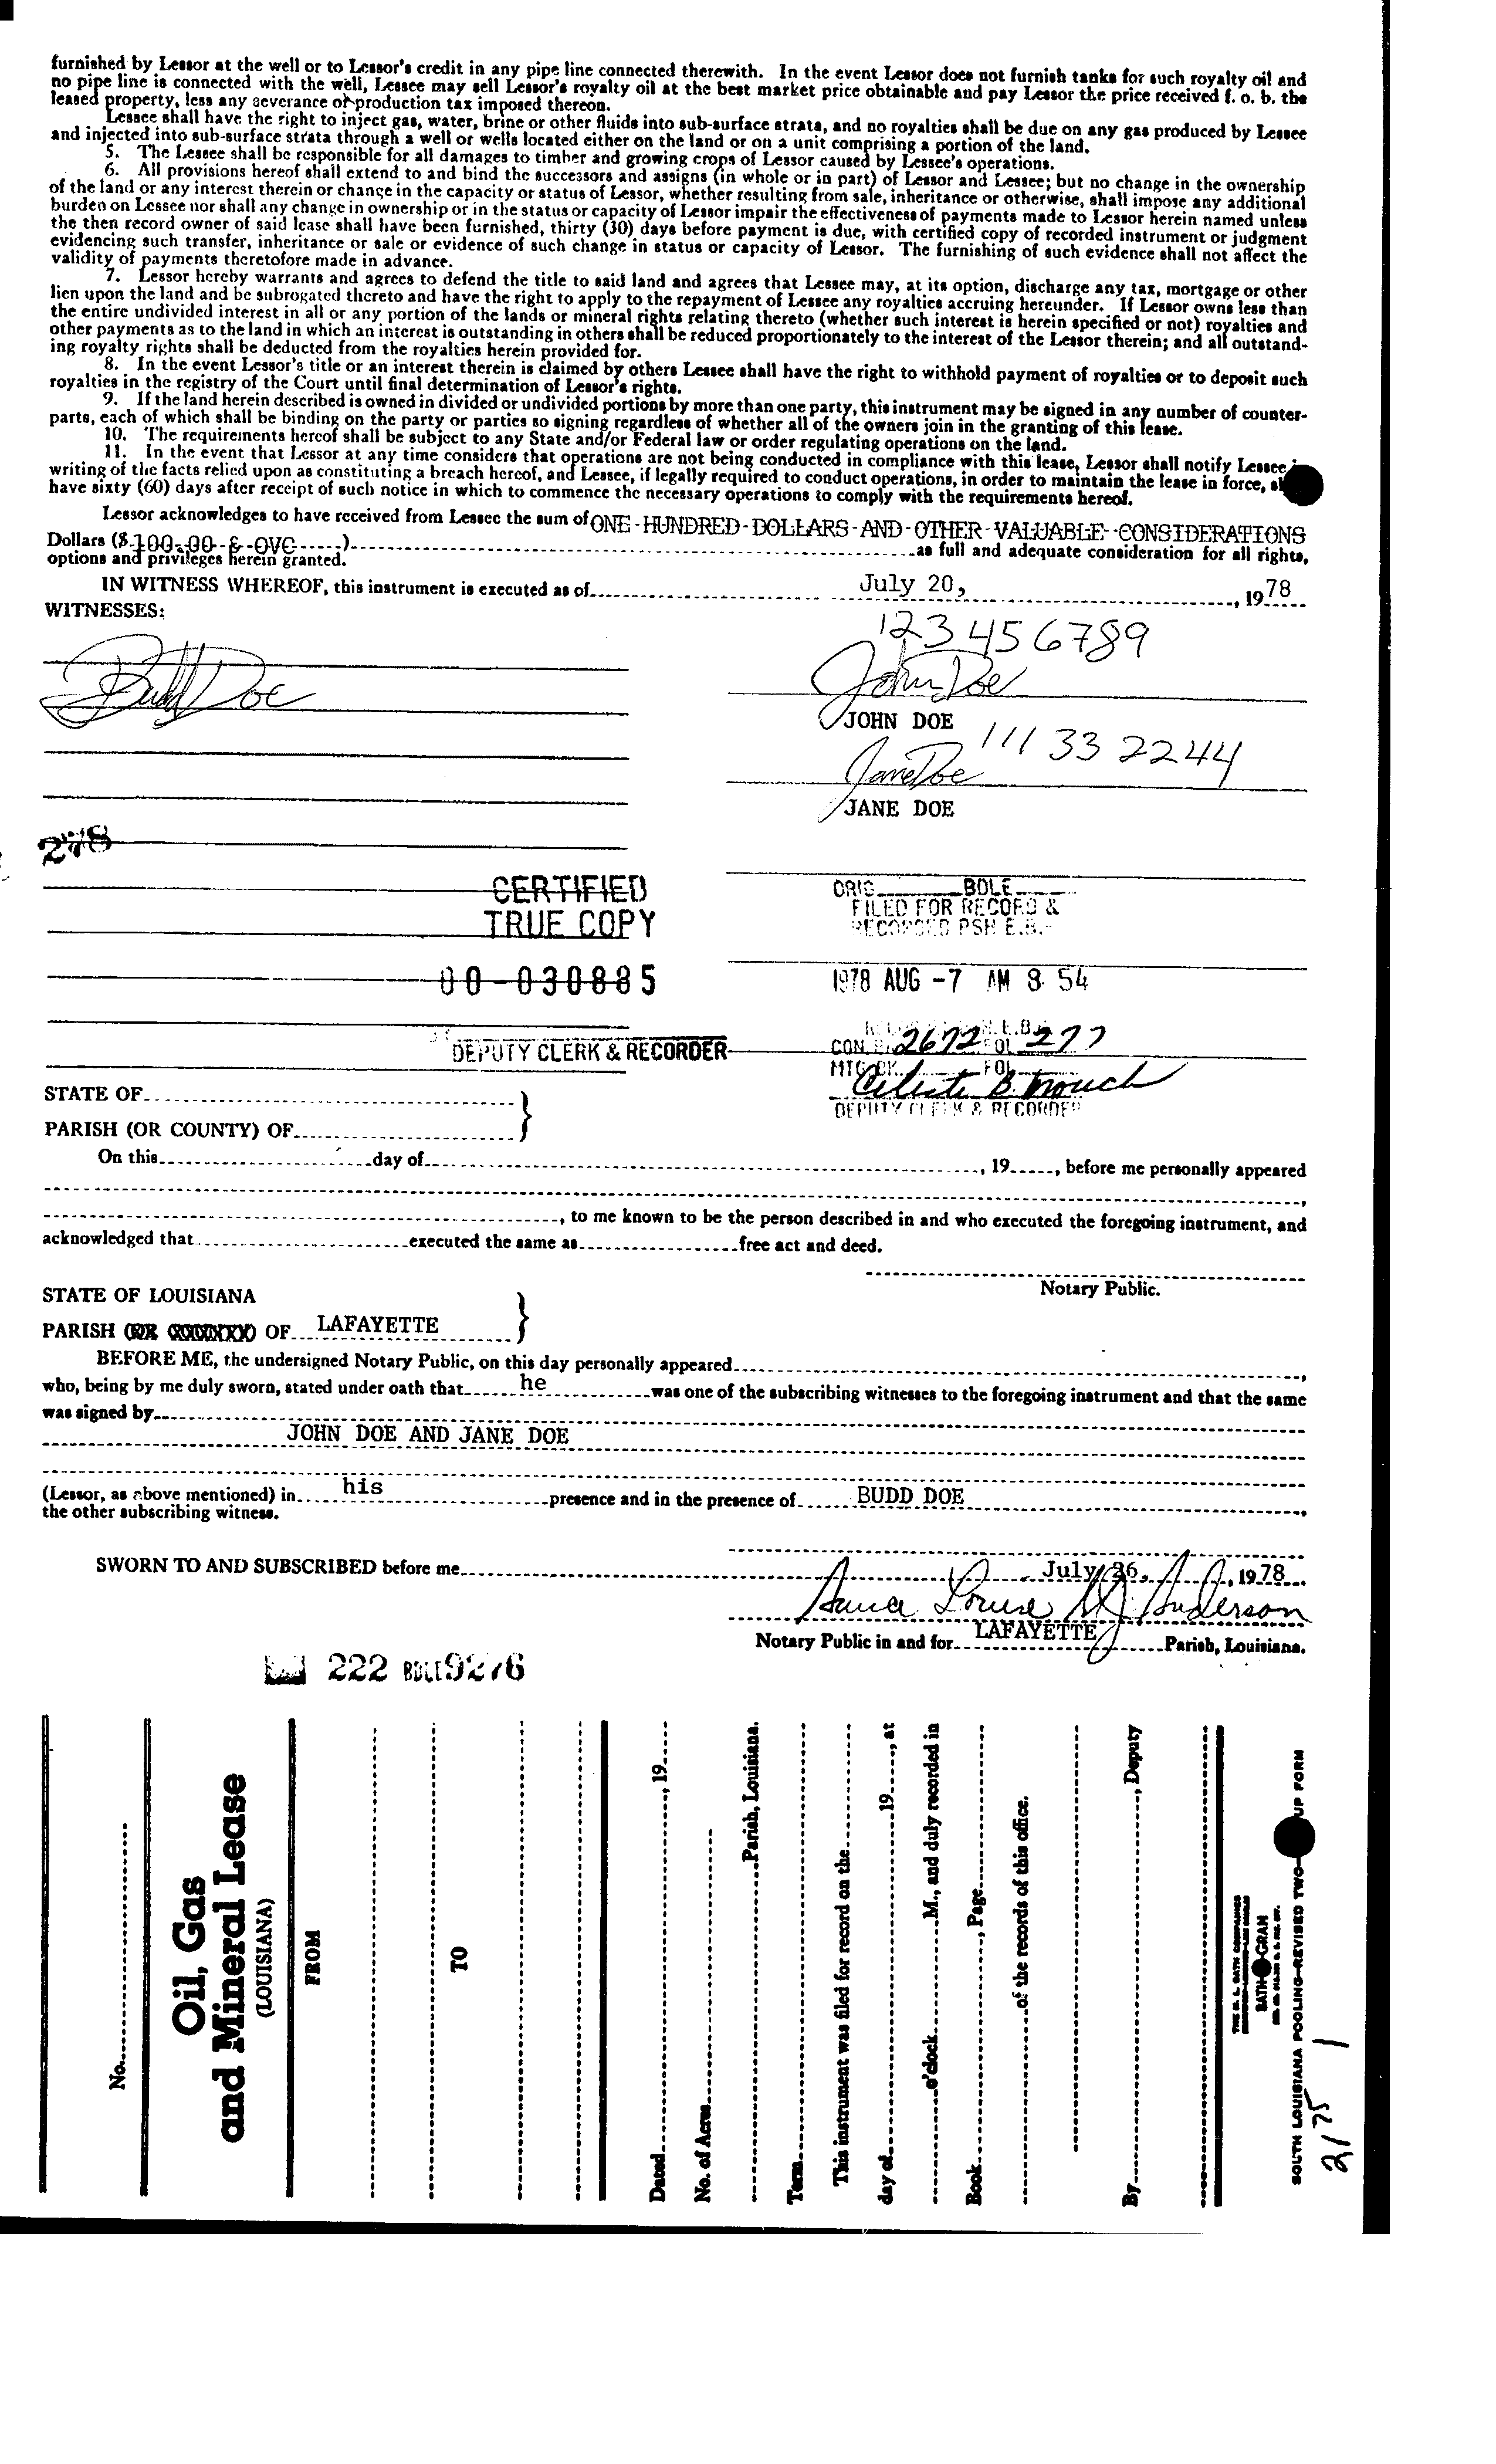 furnished by Lessor at the well or to Lessor's credit in any pipe line connected therewith. In the event Lessor does not furnish tanks for such royalty oil and
no pipe line is connected with the well, Lessee may sell Lessor's royalty oil at the best market price obtainable and pay Lessor the price received f. o. b. the
leased property, less any severance or production tax imposed thereon.
Lessee shall have the right to inject gas, water, brine or other fluids into sub-surface strata, and no royalties shall be due on any gas produced by Lessee
and injected into sub-surface strata through a well or wells located either on the land or on a unit comprising a portion of the land.
5. The Lessee shall be responsible for all damages to timber and growing crops of Lessor caused by Lessee's operations.
6. All provisions hereof shall extend to and bind the successors and assigns (in whole or in part) of Lessor and Lessee; but no change in the ownership
of the land or any interest therein or change in the capacity or status of Lessor, whether resulting from sale, inheritance or otherwise, shall impose any additional
burden on Lessee nor shall any change in ownership or in the status or capacity of Lessor impair the effectiveness of payments made to Lessor herein named unless
the then record owner of said lease shall have been furnished, thirty (30) days before payment is due, with certified copy of recorded instrument or judgment
evidencing such transfer, inheritance or sale or evidence of such change in status or capacity of Lessor. The furnishing of such evidence shall not affect the
validity of payments theretofore made in advance.
7. Lessor hereby warrants and agrees to defend the title to said land and agrees that Lessee may, at its option, discharge any tax, mortgage or other
lien upon the land and be subrogated thereto and have the right to apply to the repayment of Lessee any royalties accruing hereunder. If Lessor owns less than
the entire undivided interest in all or any portion of the lands or mineral rights relating thereto (whether such interest is herein specified or not) royalties and
other payments as to the land in which an interest is outstanding in others shall be reduced proportionately to the interest of the Lessor therein; and all outstand-
ing royalty rights shall be deducted from the royalties herein provided for.
8. In the event Lessor's title or an interest therein is claimed by others Lessee shall have the right to withhold payment of royalties or to deposit such
royalties in the registry of the Court until final determination of Lessor's rights.
9. If the land herein described is owned in divided or undivided portions by more than one party, this instrument may be signed in any number of counter-
parts, each of which shall be binding on the party or parties so signing regardless of whether all of the owners join in the granting of this lease.
10. The requirements hereof shall be subject to any State and/or Federal law or order regulating operations on the land.
11. In the event that Lessor at any time considers that operations are not being conducted in compliance with this lease, Lessor shall notify Lessee
writing of the facts relied upon as constituting a breach hereof, and Lessee, if legally required to conduct operations, in order to maintain the lease in force,
have sixty (60) days after receipt of such notice in which to commence the necessary operations to comply with the requirements hereof.
Lessor acknowledges to have received from Lessee the sum of ONE-HUNDRED-DOLLARS-AND-OTHER-VALUABLE-CONSIDERATIONS
Dollars ($ 100.00 & OVC ) as full and adequate consideration for all rights,
options and privileges herein granted.
IN WITNESS WHEREOF, this instrument is executed as of July 20, , 1978
WITNESSES:
123 45 6789
Budd Doe
John Doe
JOHN DOE
111 33 2244
Jane Doe
JANE DOE
278
CERTIFIED
TRUE COPY
00-030885
DEPUTY CLERK & RECORDER
ORIG. BDLE
FILED FOR RECORD &
RECORDED PSH E.B.
1978 AUG -7 AM 8 54
E.B.
CON. 2672 FOL 277
MTG BK. FOL
Celeste B. Mouch
DEPUTY CLERK & RECORDER
STATE OF
PARISH (OR COUNTY) OF
On this day of , 19 , before me personally appeared
,
, to me known to be the person described in and who executed the foregoing instrument, and
acknowledged that executed the same as free act and deed.
Notary Public.
STATE OF LOUISIANA
PARISH (OR COUNTY) OF LAFAYETTE
BEFORE ME, the undersigned Notary Public, on this day personally appeared ,
who, being by me duly sworn, stated under oath that he was one of the subscribing witnesses to the foregoing instrument and that the same
was signed by
JOHN DOE AND JANE DOE
(Lessor, as above mentioned) in his presence and in the presence of BUDD DOE ,
the other subscribing witness.
SWORN TO AND SUBSCRIBED before me July 26, , 1978
Anna Louise Anderson
Notary Public in and for LAFAYETTE Parish, Louisiana.
222 BDLE 9276
No.
Oil, Gas
and Mineral Lease
(LOUISIANA)
FROM
TO
Dated , 19
No. of Acres
Parish, Louisiana.
Term
This instrument was filed for record on the
day of 19 , at
o'clock M., and duly recorded in
Book , Page
of the records of this office.
By , Deputy
BATH GRAM
SOUTH LOUISIANA POOLING—REVISED TWO UP FORM
2175 1